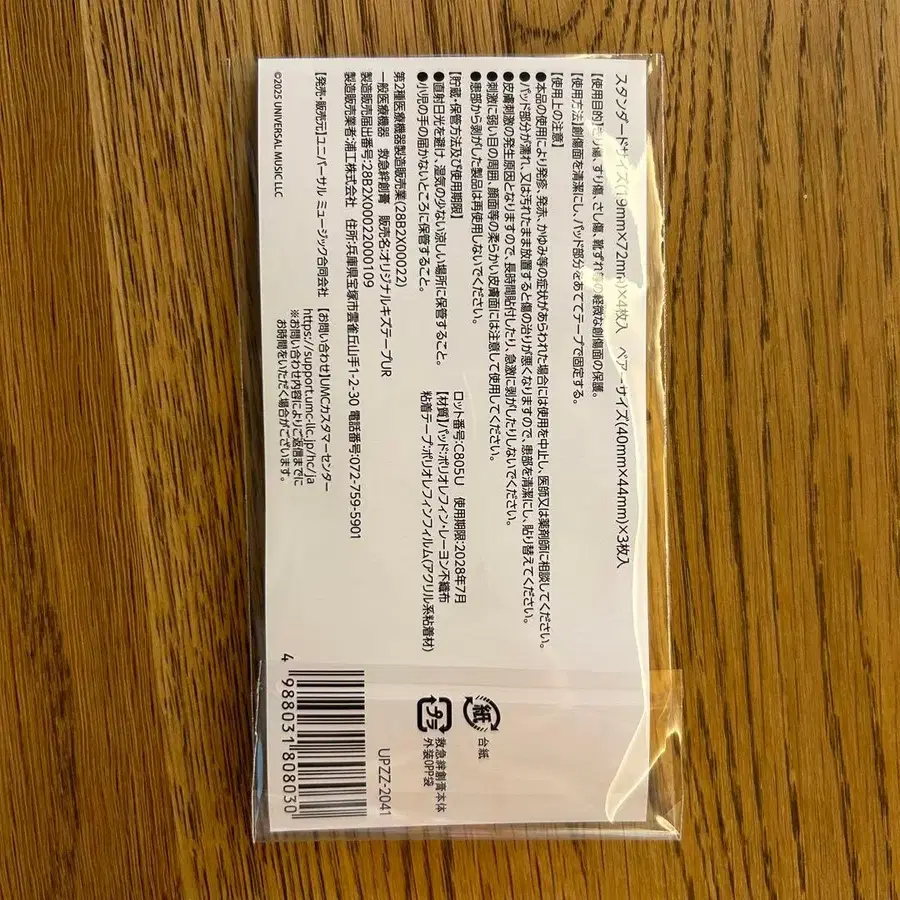 スタンダードサイズ(19mm×72mm)×4枚入　ベアーサイズ(40mm×44mm)×3枚入
【使用目的】切り傷、すり傷、さし傷、靴ずれ等の軽微な創傷面の保護。
【使用方法】創傷面を清潔にし、パッド部分をあててテープで固定する。
【使用上の注意】
●本品の使用により発疹、発赤、かゆみ等の症状があらわれた場合には使用を中止し、医師又は薬剤師に相談してください。
●パッド部分が濡れ、又は汚れたまま放置すると傷の治りが悪くなりますので、患部を清潔にし、貼り替えてください。
●皮膚刺激の発生原因となりますので、長時間貼付したり、急激に剥がしたりしないでください。
●刺激に弱い目の周囲、顔面等の柔らかい皮膚面には注意して使用してください。
●患部から剥がした製品は再使用しないでください。
【貯蔵・保管方法及び使用期限】
●直射日光を避け、湿気の少ない涼しい場所に保管すること。
●小児の手の届かないところに保管すること。
ロット番号:C805U　使用期限:2028年7月
【材質】パッド:ポリオレフィン・レーヨン不織布
粘着テープ:ポリオレフィンフィルム(アクリル系粘着材)
第2種医療機器製造販売業(28B2X00022)
一般医療機器　救急絆創膏　販売名:オリジナルキズテープUR
製造販売届出番号:28B2X00022000109
製造販売業者:浦工株式会社　住所:兵庫県宝塚市雲雀丘山手1-2-30 電話番号:072-759-5901
【発売・販売元】ユニバーサル ミュージック合同会社
【お問い合わせ】UMCカスタマーセンター
https://support.umc-llc.jp/hc/ja
※お問い合わせ内容によりご返信までに
お時間をいただく場合がございます。
©2025 UNIVERSAL MUSIC LLC
紙
台紙
プラ
救急絆創膏本体
外装OPP袋
UPZZ-2041
4 988031 808030